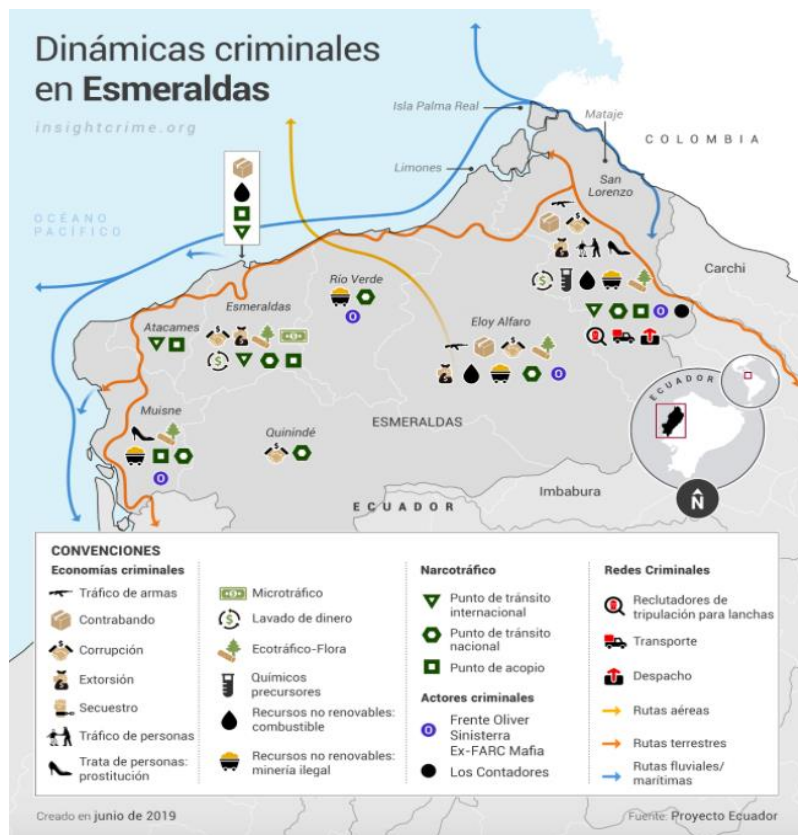 Dinámicas criminales
en Esmeraldas
insightcrime.org
Isla Palma Real
Mataje
COLOMBIA
Limones
San
Lorenzo
OCÉANO
PACÍFICO
Carchi
Río Verde
Esmeraldas
Eloy Alfaro
Atacames
ECUADOR
Muisne
ESMERALDAS
Quinindé
Imbabura
ECUADOR
N
CONVENCIONES
Economías criminales
Tráfico de armas
Contrabando
Corrupción
Extorsión
Secuestro
Tráfico de personas
Trata de personas:
prostitución
Microtráfico
Lavado de dinero
Ecotráfico-Flora
Químicos
precursores
Recursos no renovables:
combustible
Recursos no renovables:
minería ilegal
Narcotráfico
Punto de tránsito
internacional
Punto de tránsito
nacional
Punto de acopio
Actores criminales
Frente Oliver
Sinisterra
Ex-FARC Mafia
Los Contadores
Redes Criminales
Reclutadores de
tripulación para lanchas
Transporte
Despacho
Rutas aéreas
Rutas terrestres
Rutas fluviales/
marítimas
Creado en junio de 2019
Fuente: Proyecto Ecuador